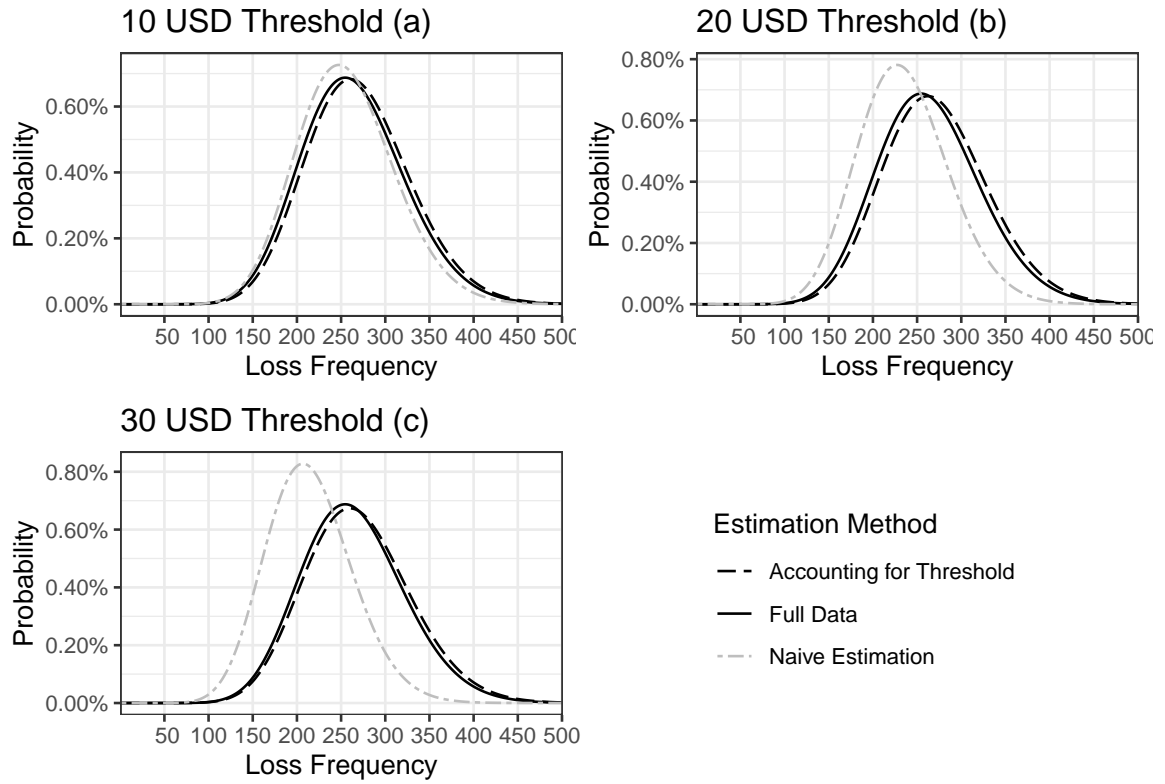 10 USD Threshold (a)
0.60%
0.40%
0.20%
0.00%
Probability
50 100 150 200 250 300 350 400 450 500
Loss Frequency
20 USD Threshold (b)
0.80%
0.60%
0.40%
0.20%
0.00%
Probability
50 100 150 200 250 300 350 400 450 500
Loss Frequency
30 USD Threshold (c)
0.80%
0.60%
0.40%
0.20%
0.00%
Probability
50 100 150 200 250 300 350 400 450 500
Loss Frequency
Estimation Method
Accounting for Threshold
Full Data
Naive Estimation